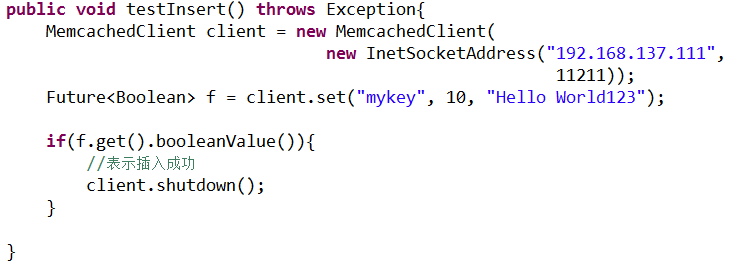 public void testInsert() throws Exception{
MemcachedClient client = new MemcachedClient(
new InetSocketAddress("192.168.137.111",
11211));
Future<Boolean> f = client.set("mykey", 10, "Hello World123");
if(f.get().booleanValue()){
//表示插入成功
client.shutdown();
}
}